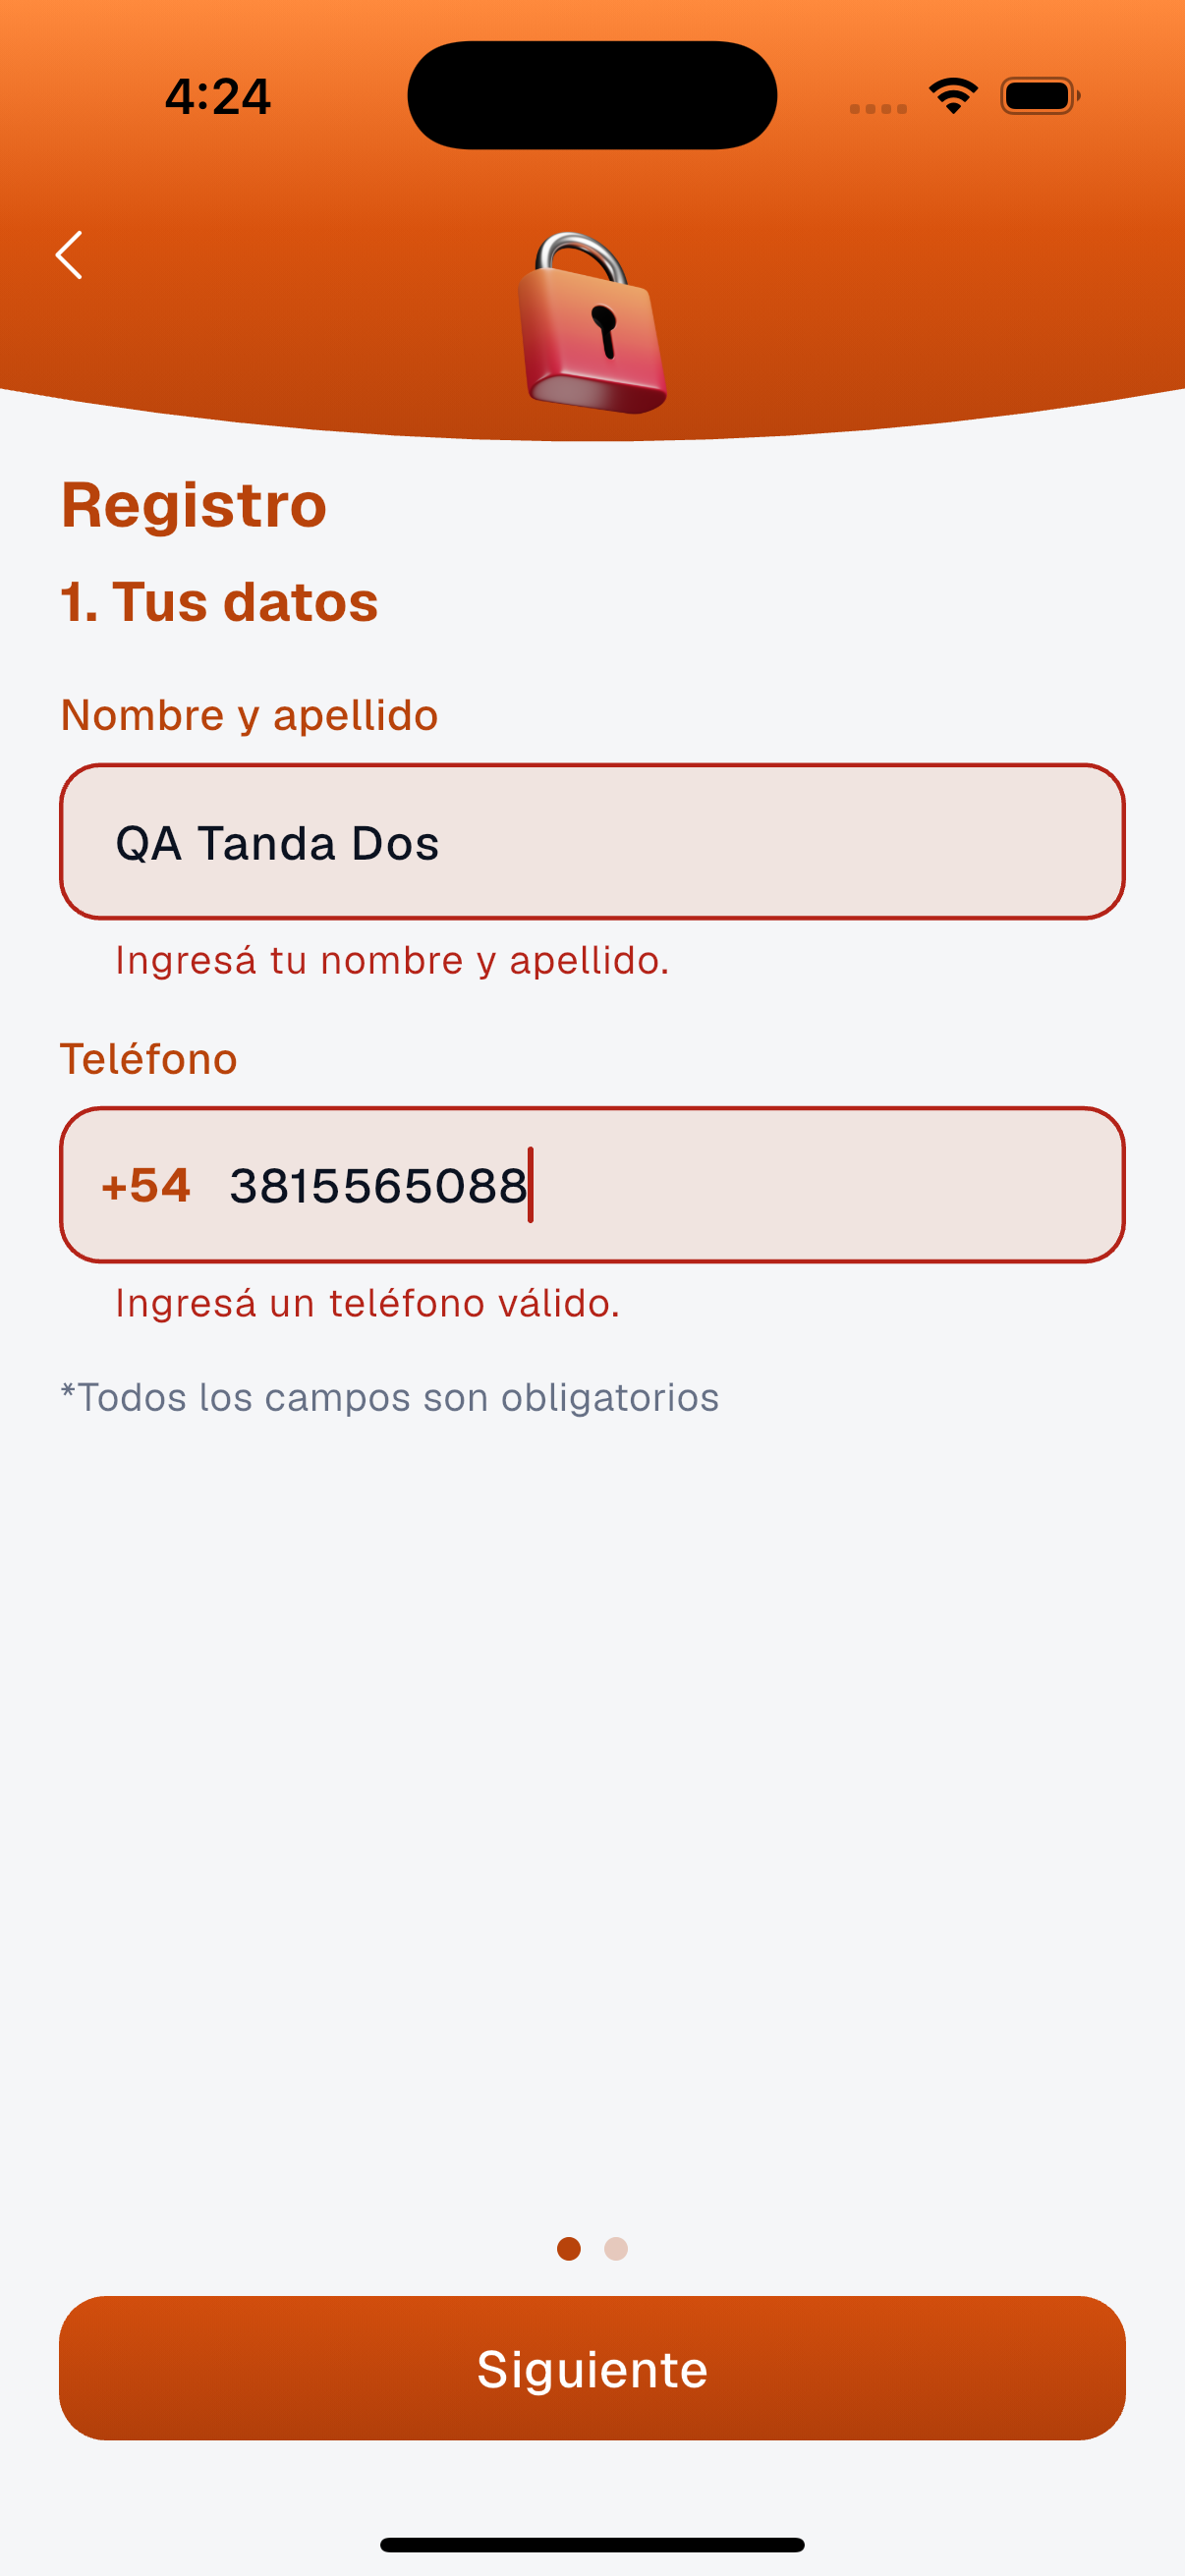 4:24
Registro
1. Tus datos
Nombre y apellido
QA Tanda Dos
Ingresá tu nombre y apellido.
Teléfono
+54 3815565088
Ingresá un teléfono válido.
*Todos los campos son obligatorios
Siguiente